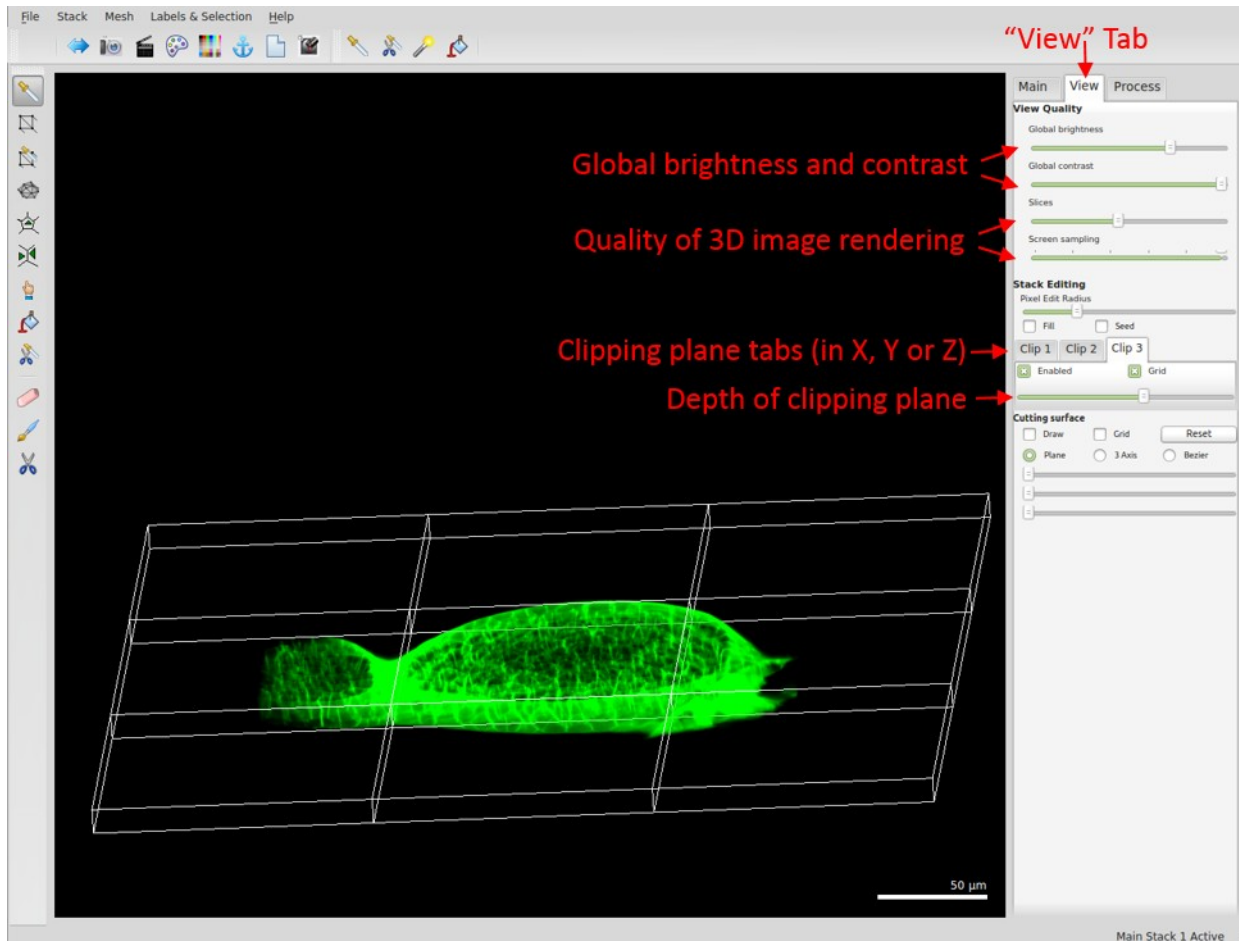 File Stack Mesh Labels & Selection Help
“View” Tab
Main View Process
View Quality
Global brightness
Global brightness and contrast
Global contrast
Slices
Quality of 3D image rendering
Screen sampling
Stack Editing
Pixel Edit Radius
Fill Seed
Clipping plane tabs (in X, Y or Z)
Clip 1 Clip 2 Clip 3
Enabled Grid
Depth of clipping plane
Cutting surface
Draw Grid Reset
Plane 3 Axis Bezier
50 µm
Main Stack 1 Active